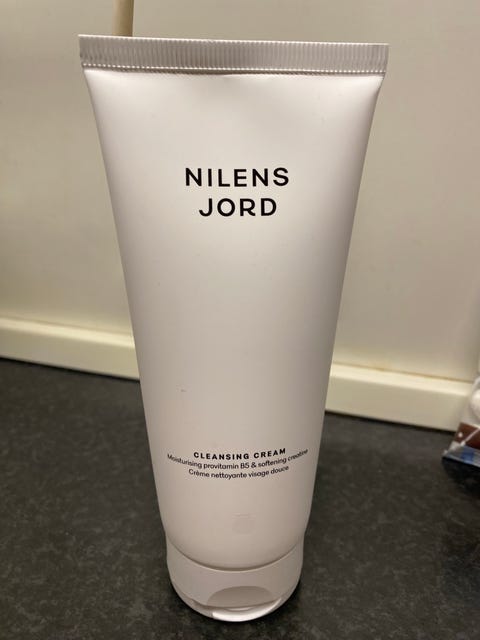 NILENS
JORD
CLEANSING CREAM
Moisturising provitamin B5 & softening creatine
Crème nettoyante visage douce